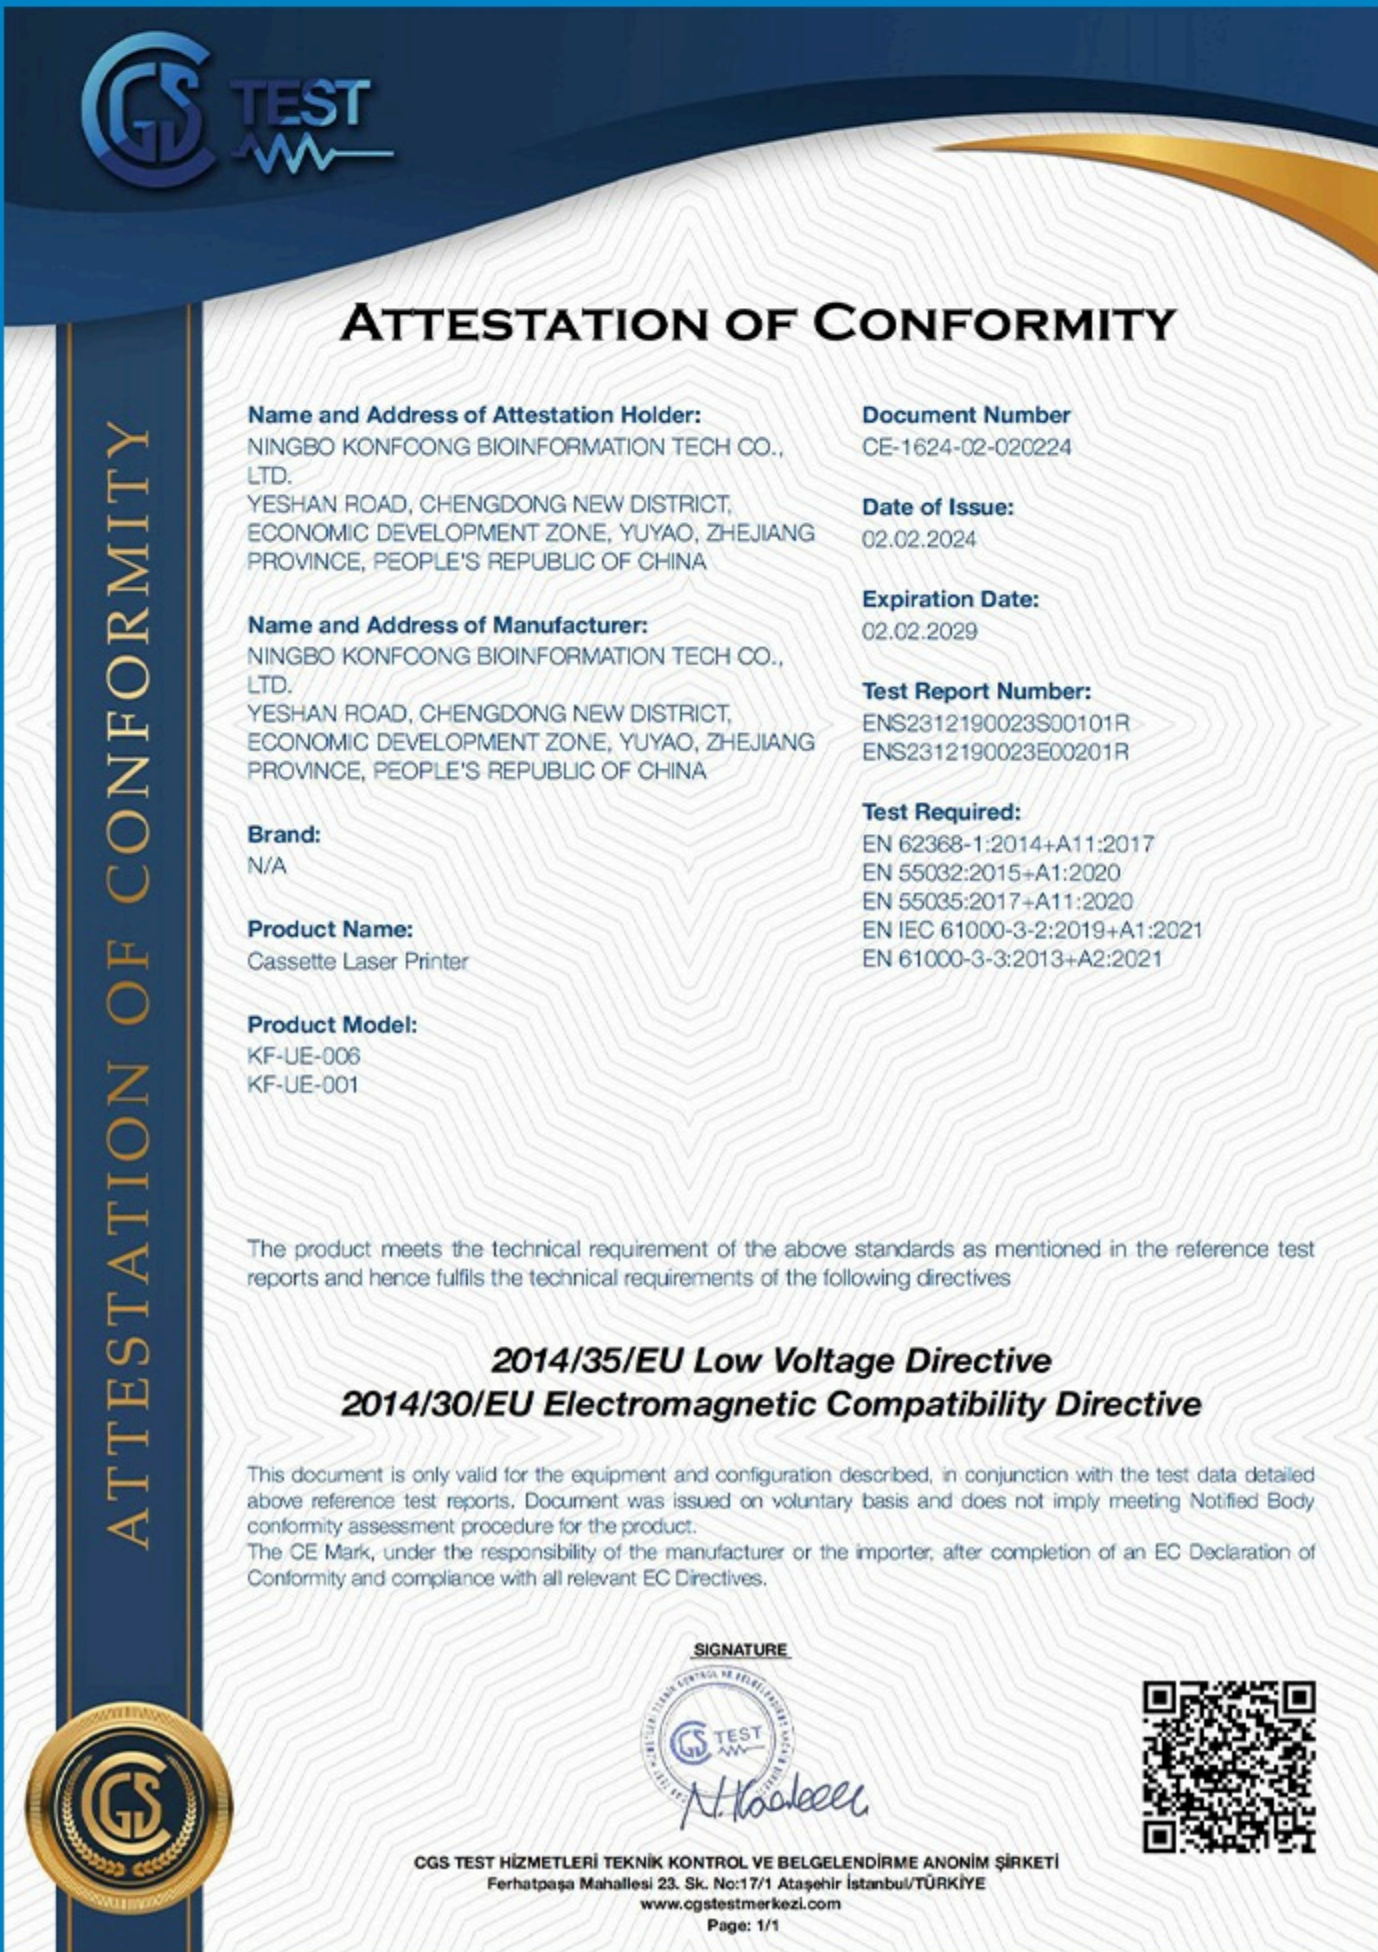 CGS TEST
ATTESTATION OF CONFORMITY
ATTESTATION OF CONFORMITY
Name and Address of Attestation Holder:
NINGBO KONFOONG BIOINFORMATION TECH CO.,
LTD.
YESHAN ROAD, CHENGDONG NEW DISTRICT,
ECONOMIC DEVELOPMENT ZONE, YUYAO, ZHEJIANG
PROVINCE, PEOPLE'S REPUBLIC OF CHINA
Name and Address of Manufacturer:
NINGBO KONFOONG BIOINFORMATION TECH CO.,
LTD.
YESHAN ROAD, CHENGDONG NEW DISTRICT,
ECONOMIC DEVELOPMENT ZONE, YUYAO, ZHEJIANG
PROVINCE, PEOPLE'S REPUBLIC OF CHINA
Brand:
N/A
Product Name:
Cassette Laser Printer
Product Model:
KF-UE-006
KF-UE-001
Document Number
CE-1624-02-020224
Date of Issue:
02.02.2024
Expiration Date:
02.02.2029
Test Report Number:
ENS2312190023S00101R
ENS2312190023E00201R
Test Required:
EN 62368-1:2014+A11:2017
EN 55032:2015+A1:2020
EN 55035:2017+A11:2020
EN IEC 61000-3-2:2019+A1:2021
EN 61000-3-3:2013+A2:2021
The product meets the technical requirement of the above standards as mentioned in the reference test
reports and hence fulfils the technical requirements of the following directives
2014/35/EU Low Voltage Directive
2014/30/EU Electromagnetic Compatibility Directive
This document is only valid for the equipment and configuration described, in conjunction with the test data detailed
above reference test reports. Document was issued on voluntary basis and does not imply meeting Notified Body
conformity assessment procedure for the product.
The CE Mark, under the responsibility of the manufacturer or the importer, after completion of an EC Declaration of
Conformity and compliance with all relevant EC Directives.
SIGNATURE
CGS TEST
CGS
CGS TEST HİZMETLERİ TEKNİK KONTROL VE BELGELENDİRME ANONİM ŞİRKETİ
Ferhatpaşa Mahallesi 23. Sk. No:17/1 Ataşehir İstanbul/TÜRKİYE
www.cgstestmerkezi.com
Page: 1/1